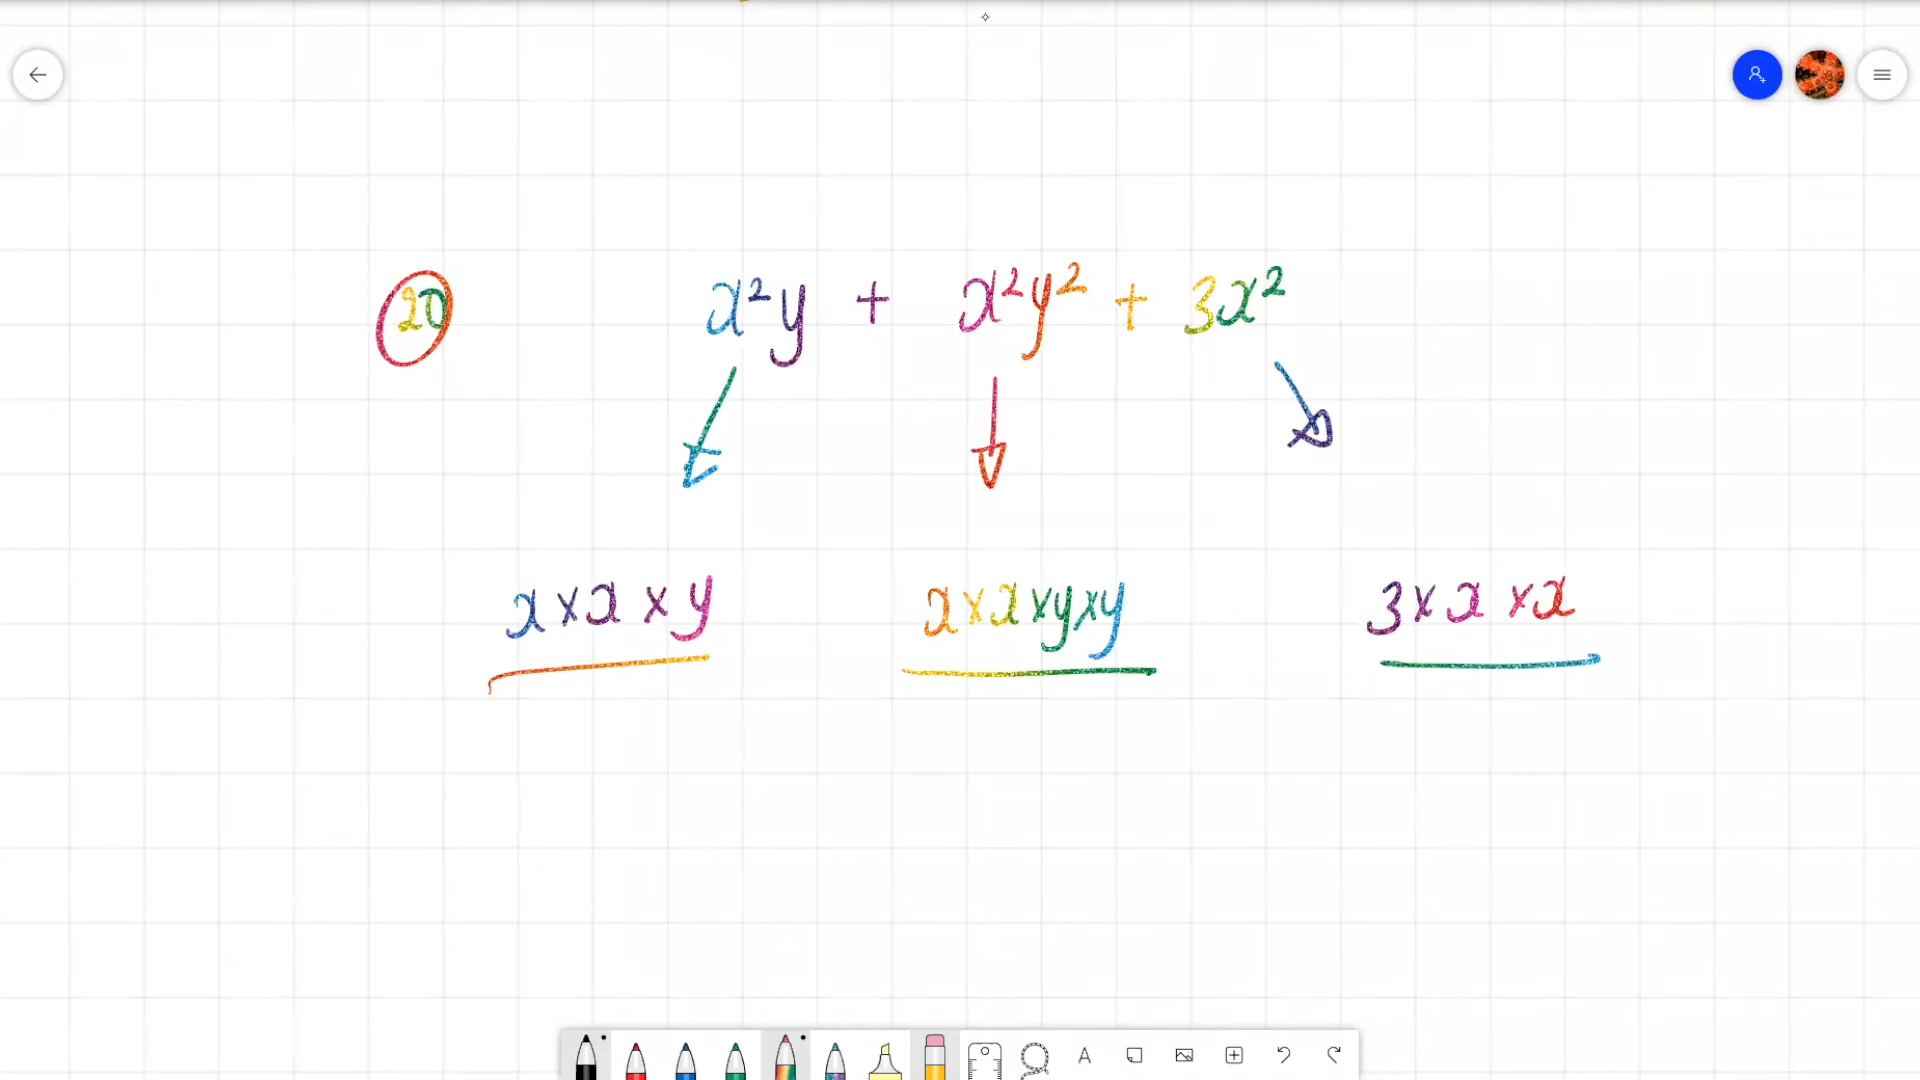 20 x²y + x²y² + 3x²
x × x × y x × x × y × y 3 × x × x
A